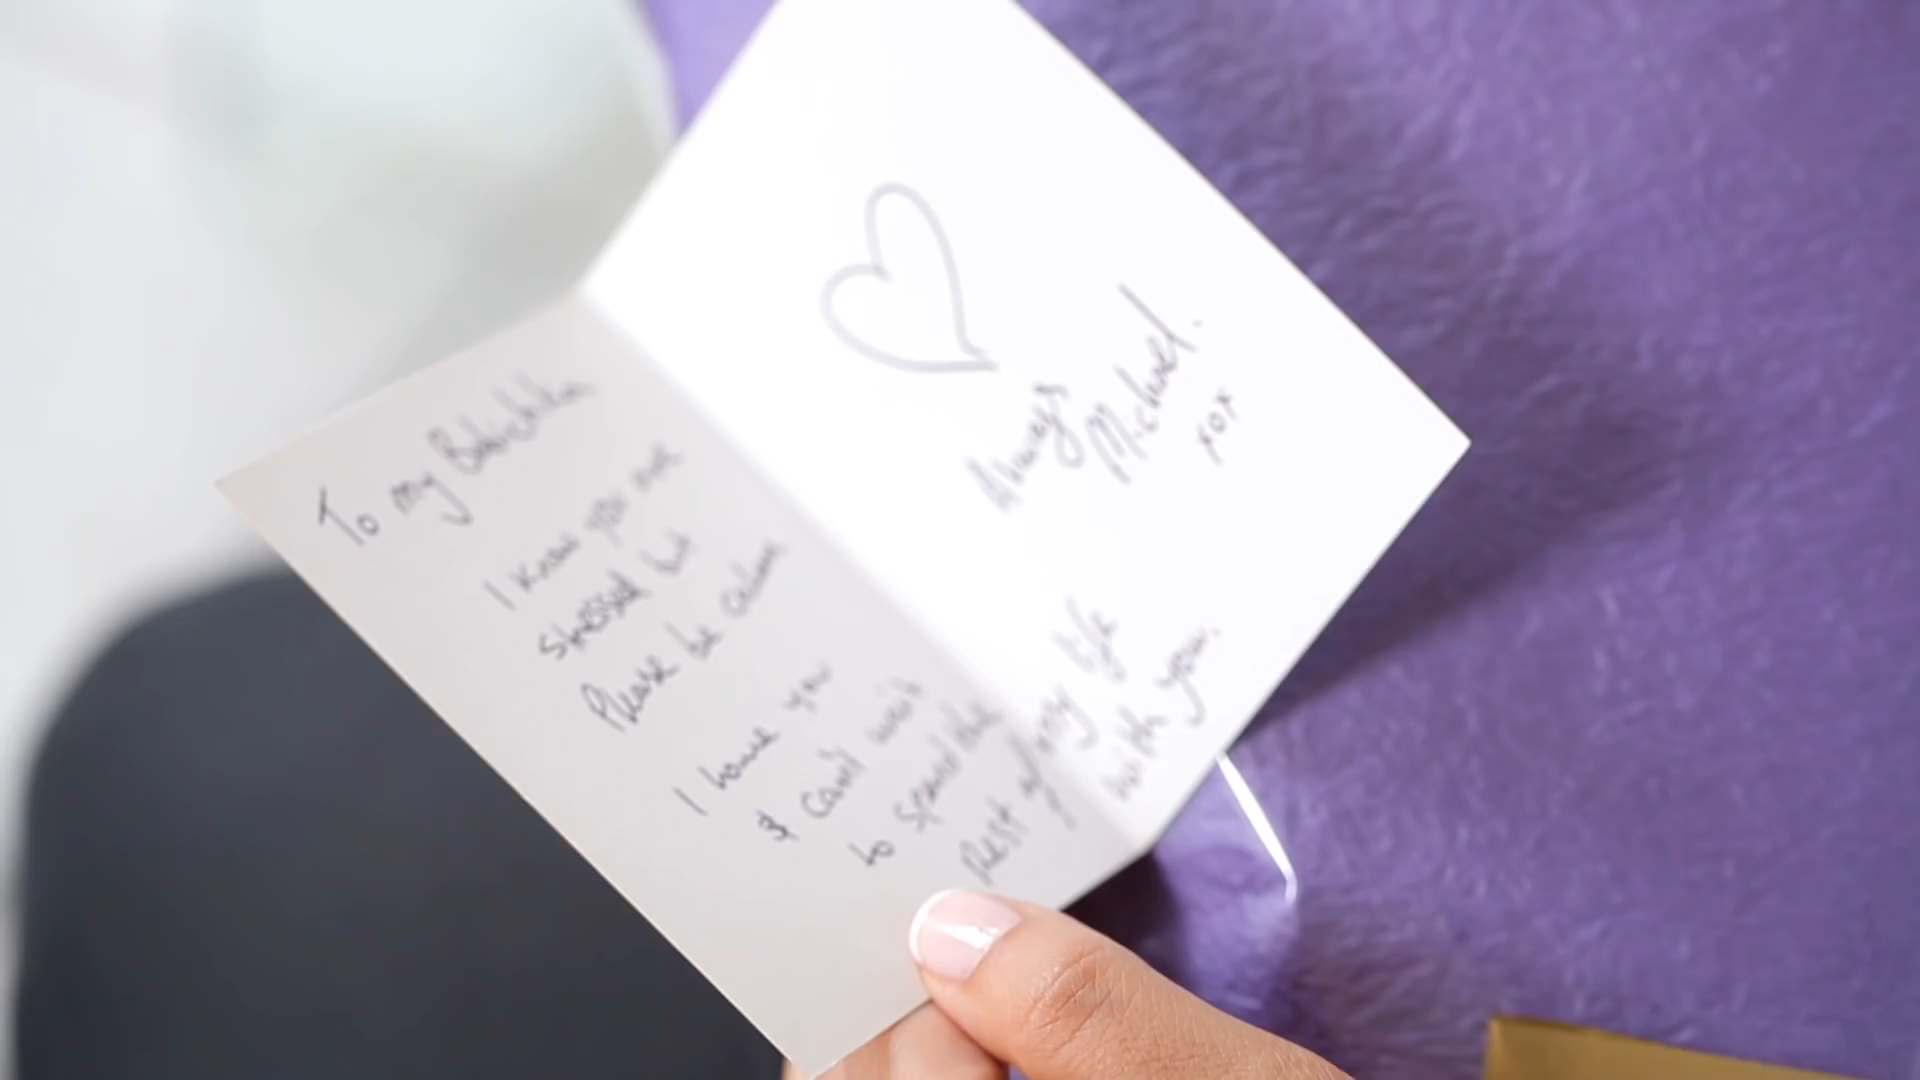 To my Babichka
I know you are
stressed but
Please be calm
I love you
& can't wait
to spend the
Rest of my life
with you.
Always
Michael.
xox